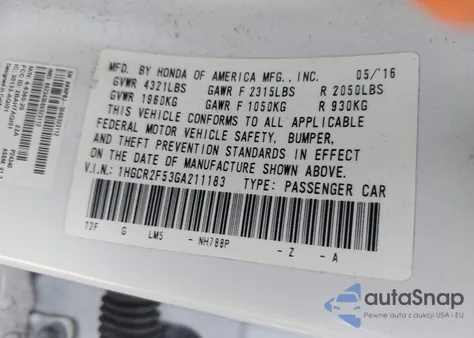 MFD. BY HONDA OF AMERICA MFG., INC. 05/16
GVWR 4321LBS GAWR F 2315LBS R 2050LBS
GVWR 1960KG GAWR F 1050KG R 930KG
THIS VEHICLE CONFORMS TO ALL APPLICABLE
FEDERAL MOTOR VEHICLE SAFETY, BUMPER,
AND THEFT PREVENTION STANDARDS IN EFFECT
ON THE DATE OF MANUFACTURE SHOWN ABOVE.
V.I.N.: 1HGCR2F53GA211183 TYPE: PASSENGER CAR
T2F G LM5 - NH788P - Z - A
autoSnap
Pewne auta z aukcji USA i EU